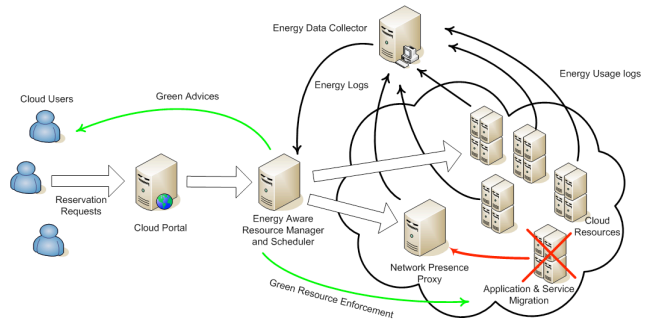 Energy Data Collector
Cloud Users
Green Advices
Energy Logs
Energy Usage logs
Reservation
Requests
Cloud Portal
Energy Aware
Resource Manager
and Scheduler
Network Presence
Proxy
Cloud
Resources
Application & Service
Migration
Green Resource Enforcement